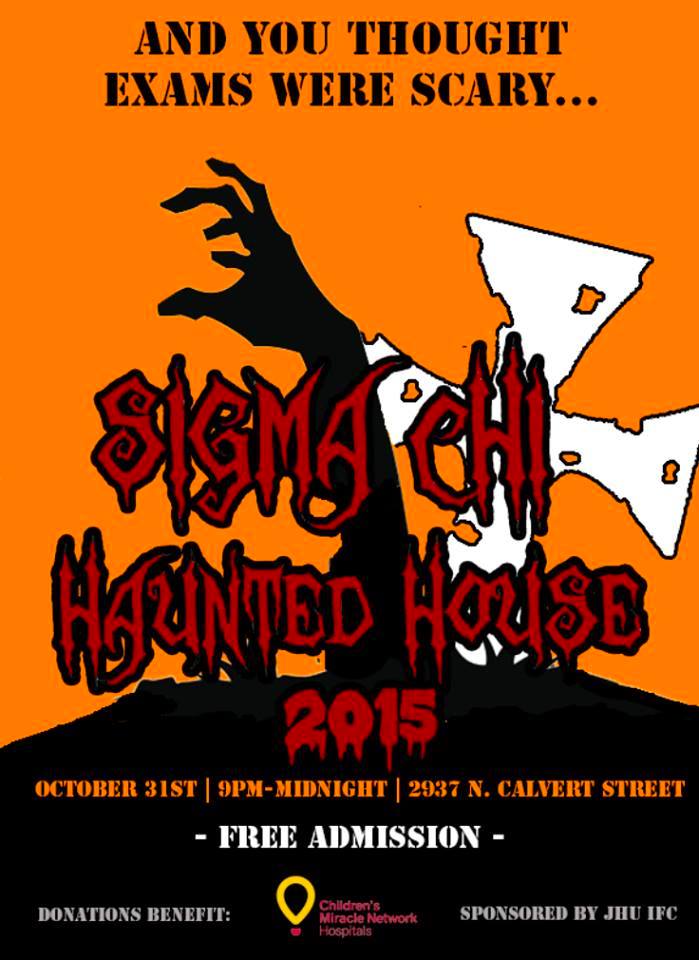 AND YOU THOUGHT
EXAMS WERE SCARY...
SIGMA CHI
HAUNTED HOUSE
2015
OCTOBER 31ST | 9PM-MIDNIGHT | 2937 N. CALVERT STREET
- FREE ADMISSION -
DONATIONS BENEFIT:
Children's
Miracle Network
Hospitals
SPONSORED BY JHU IFC